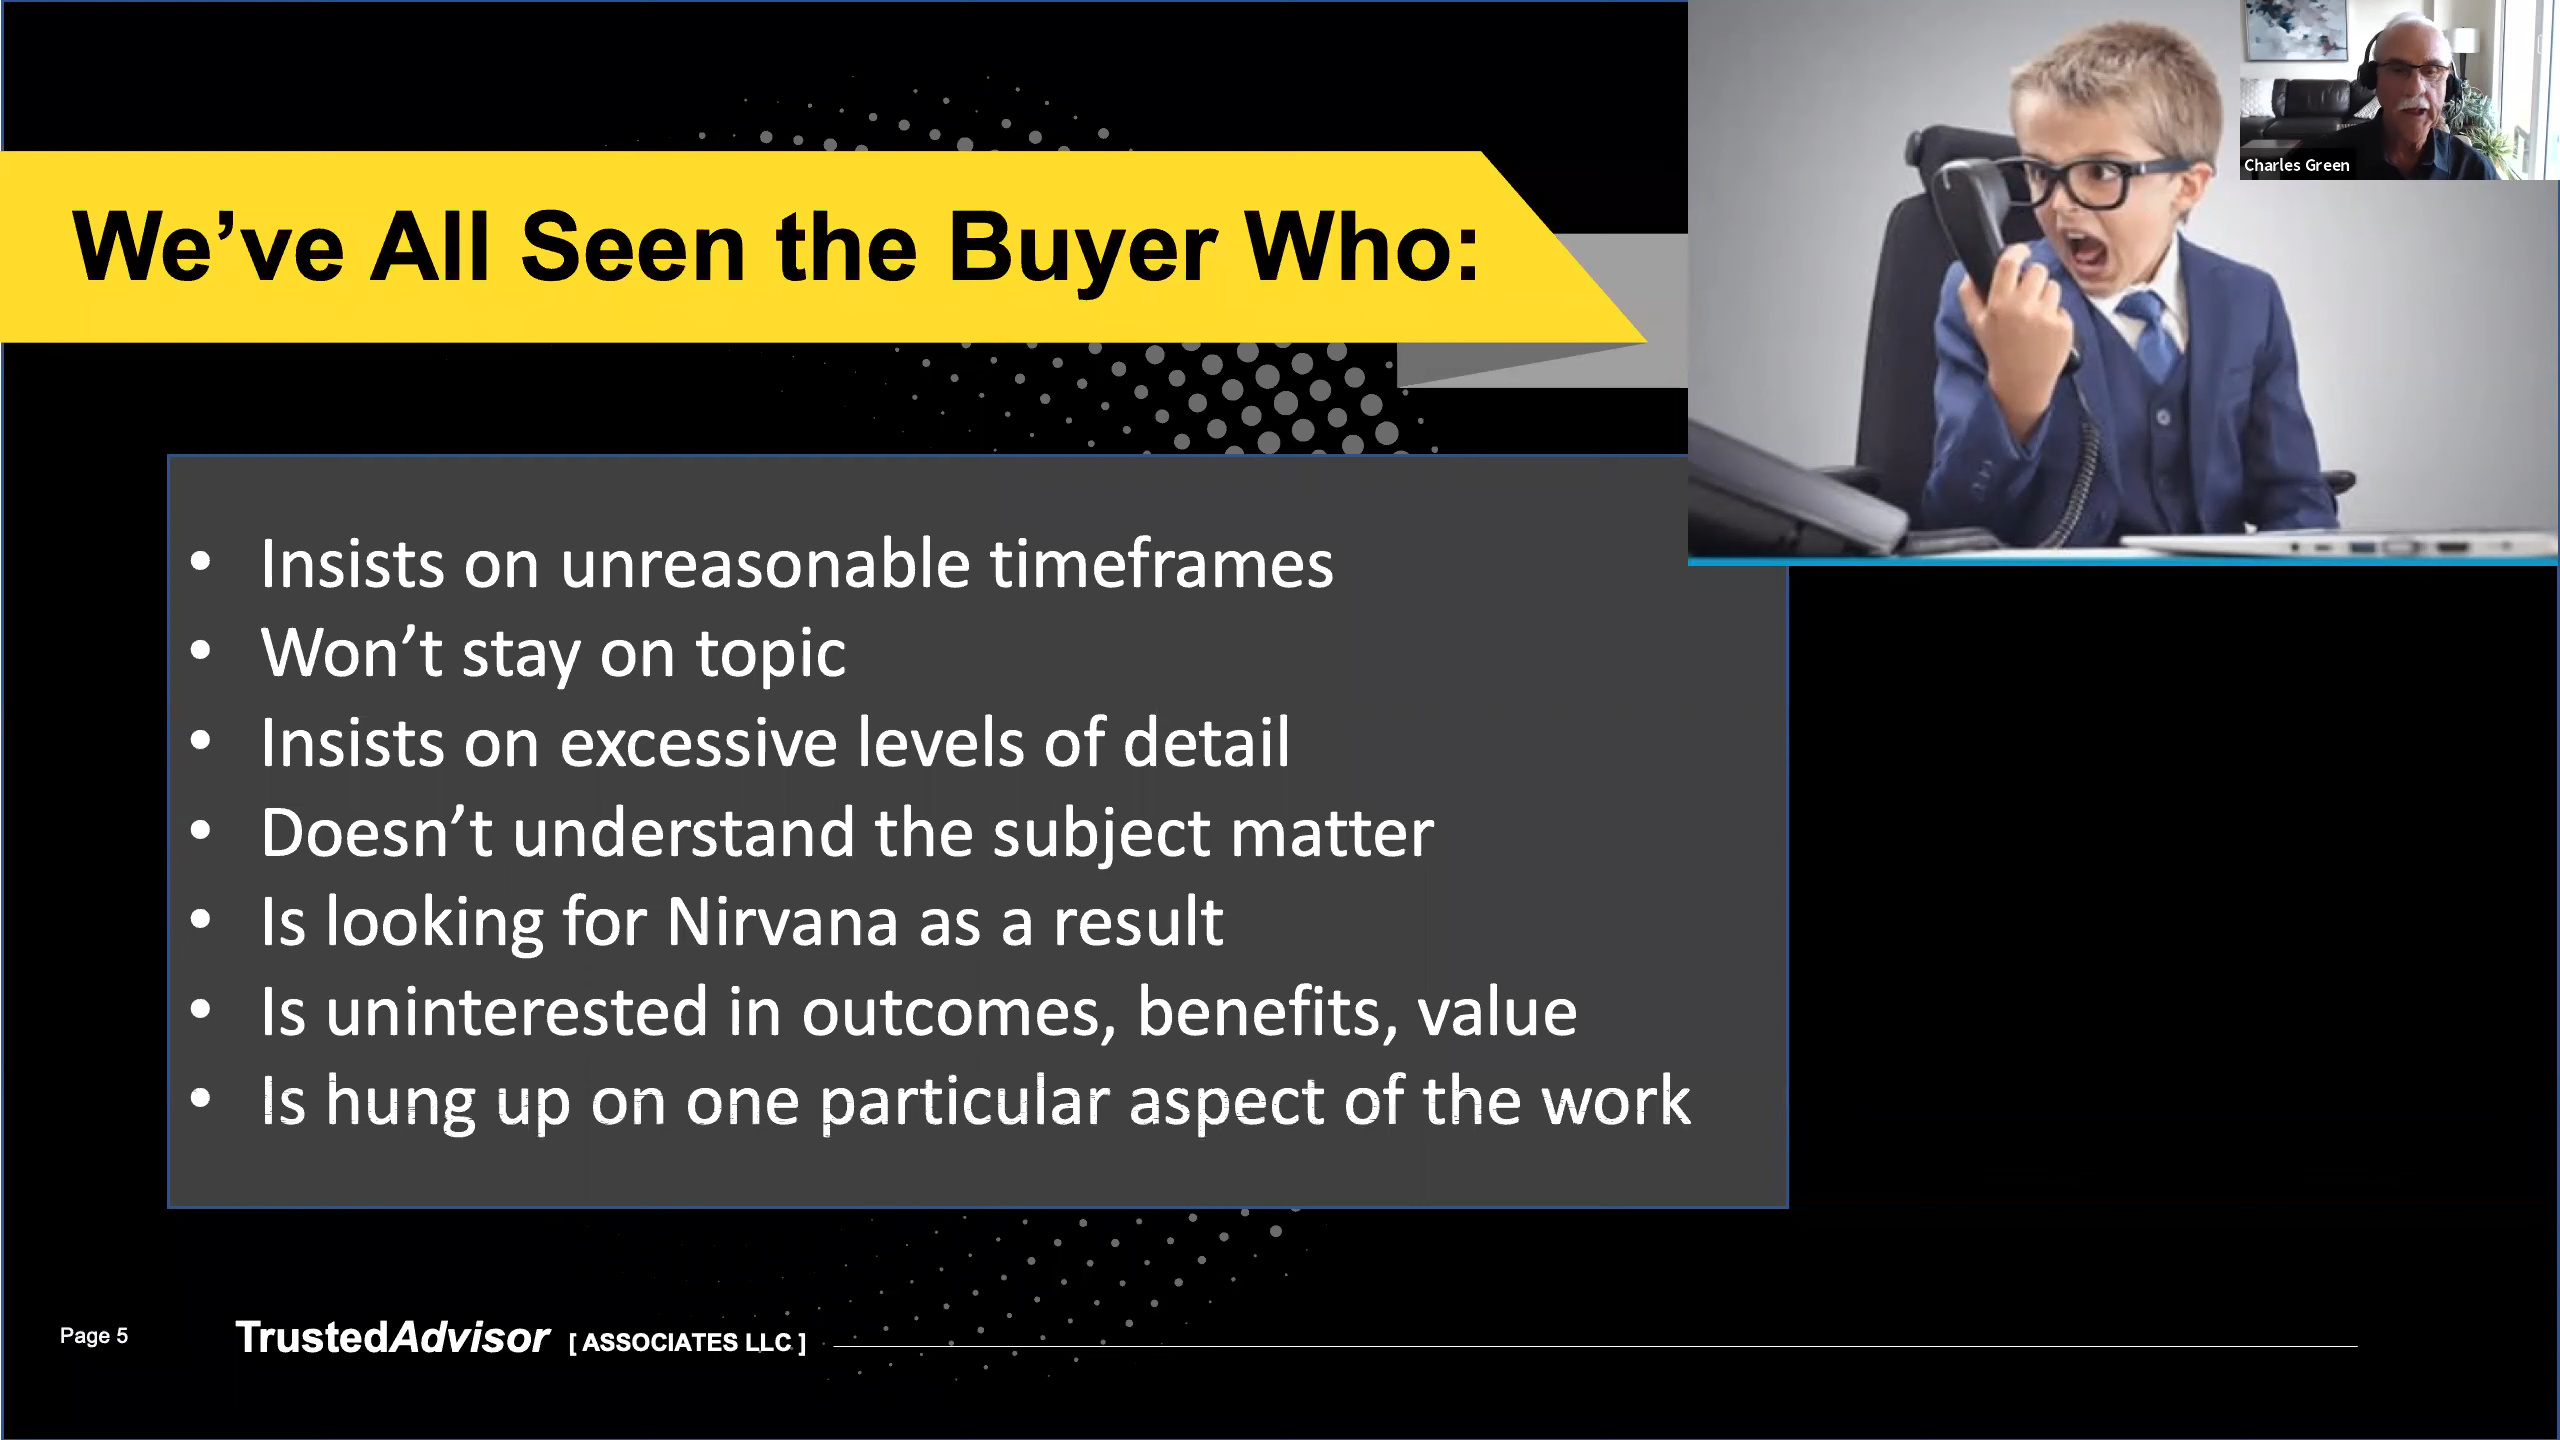 We’ve All Seen the Buyer Who:
Charles Green
• Insists on unreasonable timeframes
• Won’t stay on topic
• Insists on excessive levels of detail
• Doesn’t understand the subject matter
• Is looking for Nirvana as a result
• Is uninterested in outcomes, benefits, value
• Is hung up on one particular aspect of the work
Page 5
TrustedAdvisor [ ASSOCIATES LLC ]